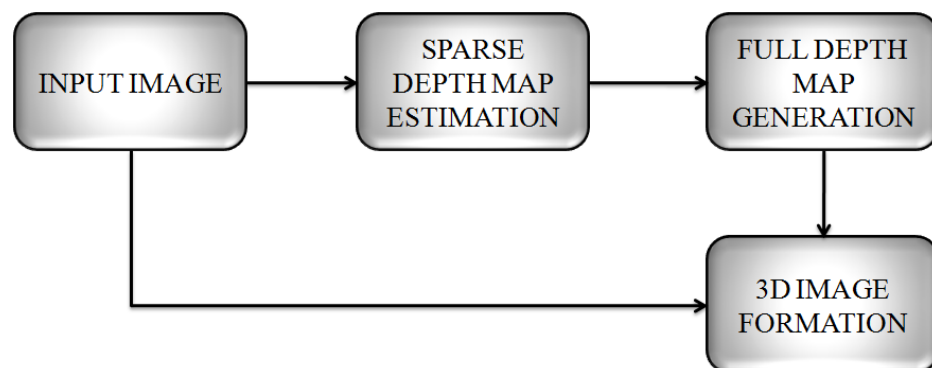 INPUT IMAGE
SPARSE
DEPTH MAP
ESTIMATION
FULL DEPTH
MAP
GENERATION
3D IMAGE
FORMATION